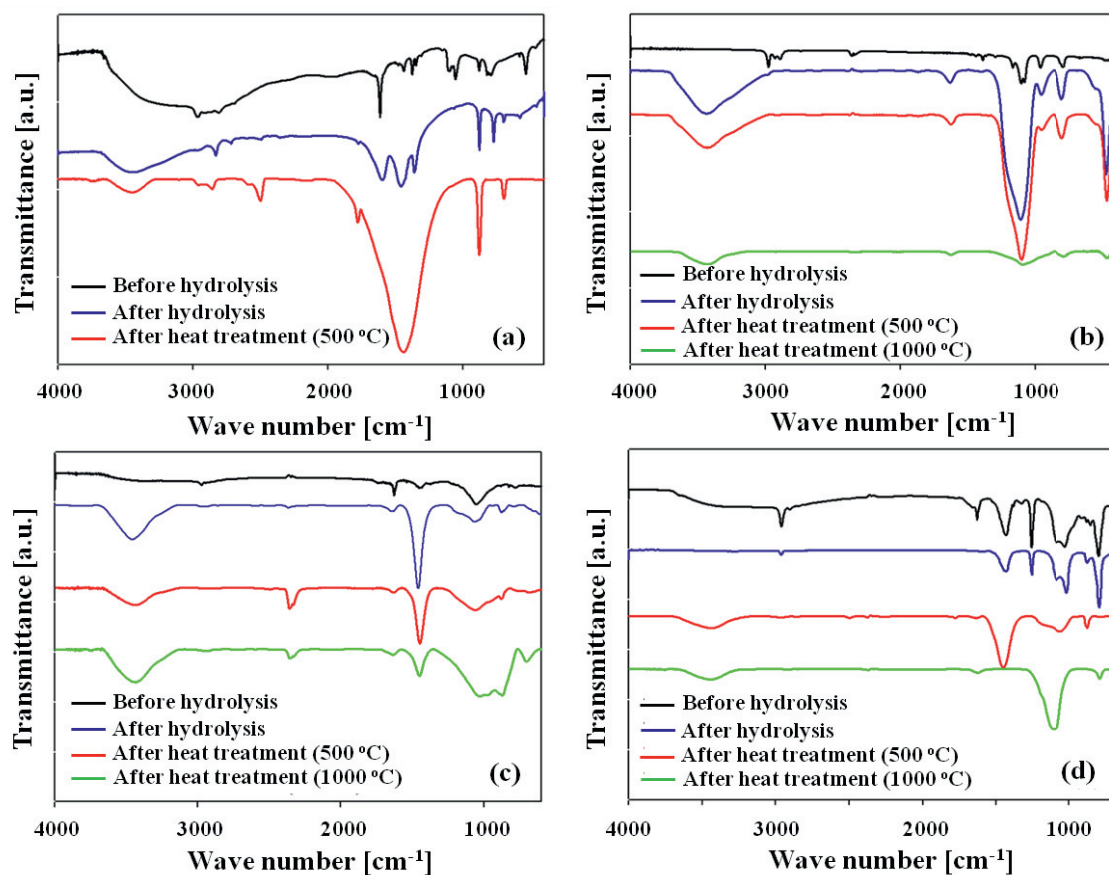 Transmittance [a.u.]
Before hydrolysis
After hydrolysis
After heat treatment (500 °C)
(a)
4000 3000 2000 1000
Wave number [cm⁻¹]
Transmittance [a.u.]
Before hydrolysis
After hydrolysis
After heat treatment (500 °C)
After heat treatment (1000 °C)
(b)
4000 3000 2000 1000
Wave number [cm⁻¹]
Transmittance [a.u.]
Before hydrolysis
After hydrolysis
After heat treatment (500 °C)
After heat treatment (1000 °C)
(c)
4000 3000 2000 1000
Wave number [cm⁻¹]
Transmittance [a.u.]
Before hydrolysis
After hydrolysis
After heat treatment (500 °C)
After heat treatment (1000 °C)
(d)
4000 3000 2000 1000
Wave number [cm⁻¹]